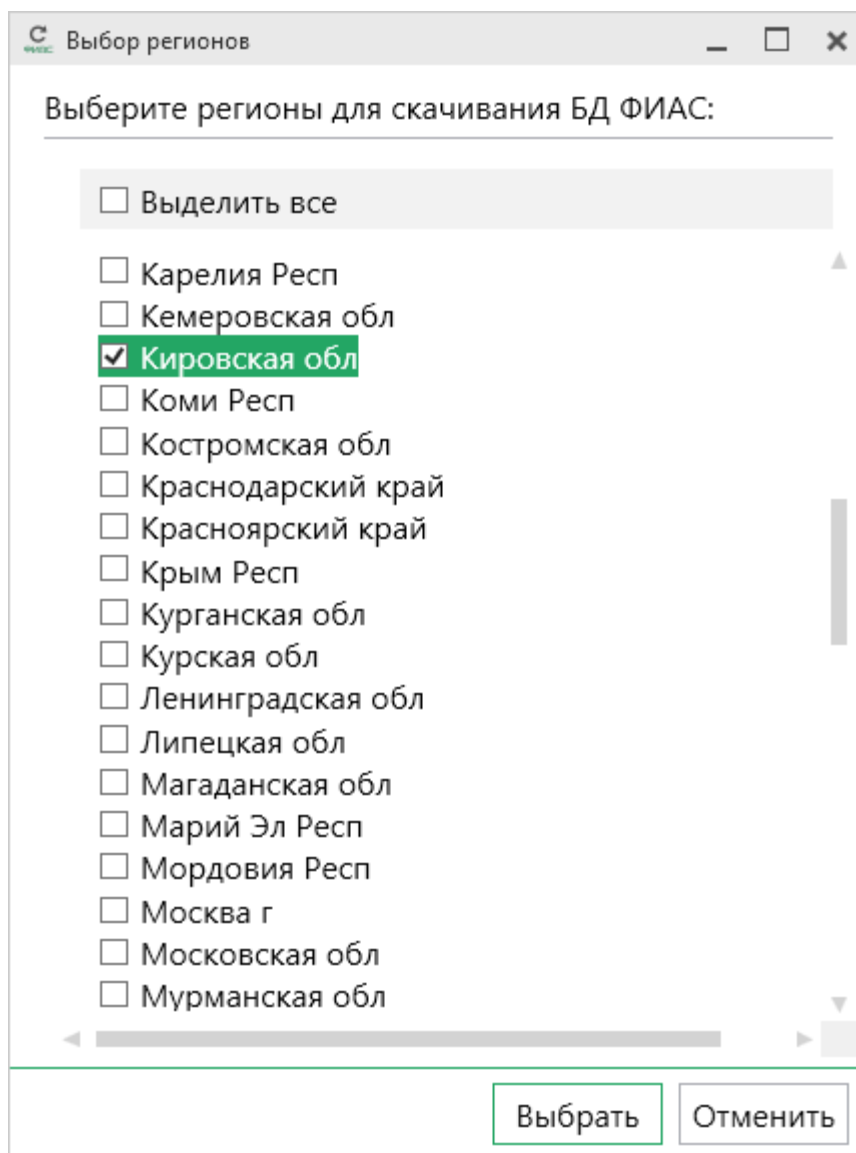 ФИАС
Выбор регионов
Выберите регионы для скачивания БД ФИАС:
Выделить все
Карелия Респ
Кемеровская обл
Кировская обл
Коми Респ
Костромская обл
Краснодарский край
Красноярский край
Крым Респ
Курганская обл
Курская обл
Ленинградская обл
Липецкая обл
Магаданская обл
Марий Эл Респ
Мордовия Респ
Москва г
Московская обл
Мурманская обл
Выбрать
Отменить